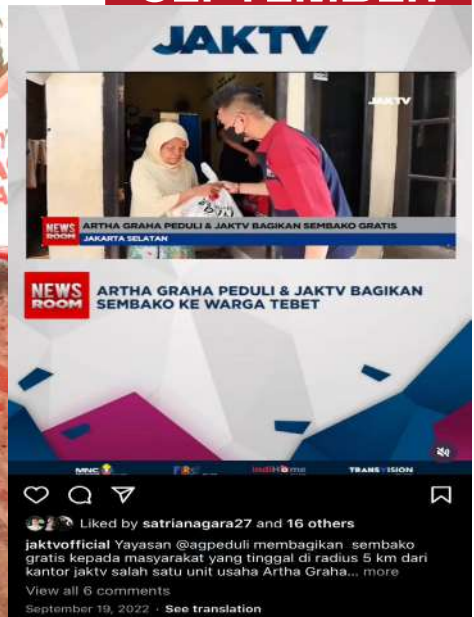 JAKTV
JAKTV
NEWS ROOM
ARTHA GRAHA PEDULI & JAKTV BAGIKAN SEMBAKO GRATIS
JAKARTA SELATAN
NEWS ROOM
ARTHA GRAHA PEDULI & JAKTV BAGIKAN
SEMBAKO KE WARGA TEBET
MNC
IndiHome
TRANSVISION
Liked by satrianagara27 and 16 others
jaktvofficial Yayasan @agpeduli membagikan sembako
gratis kepada masyarakat yang tinggal di radius 5 km dari
kantor jaktv salah satu unit usaha Artha Graha... more
View all 6 comments
September 19, 2022 · See translation